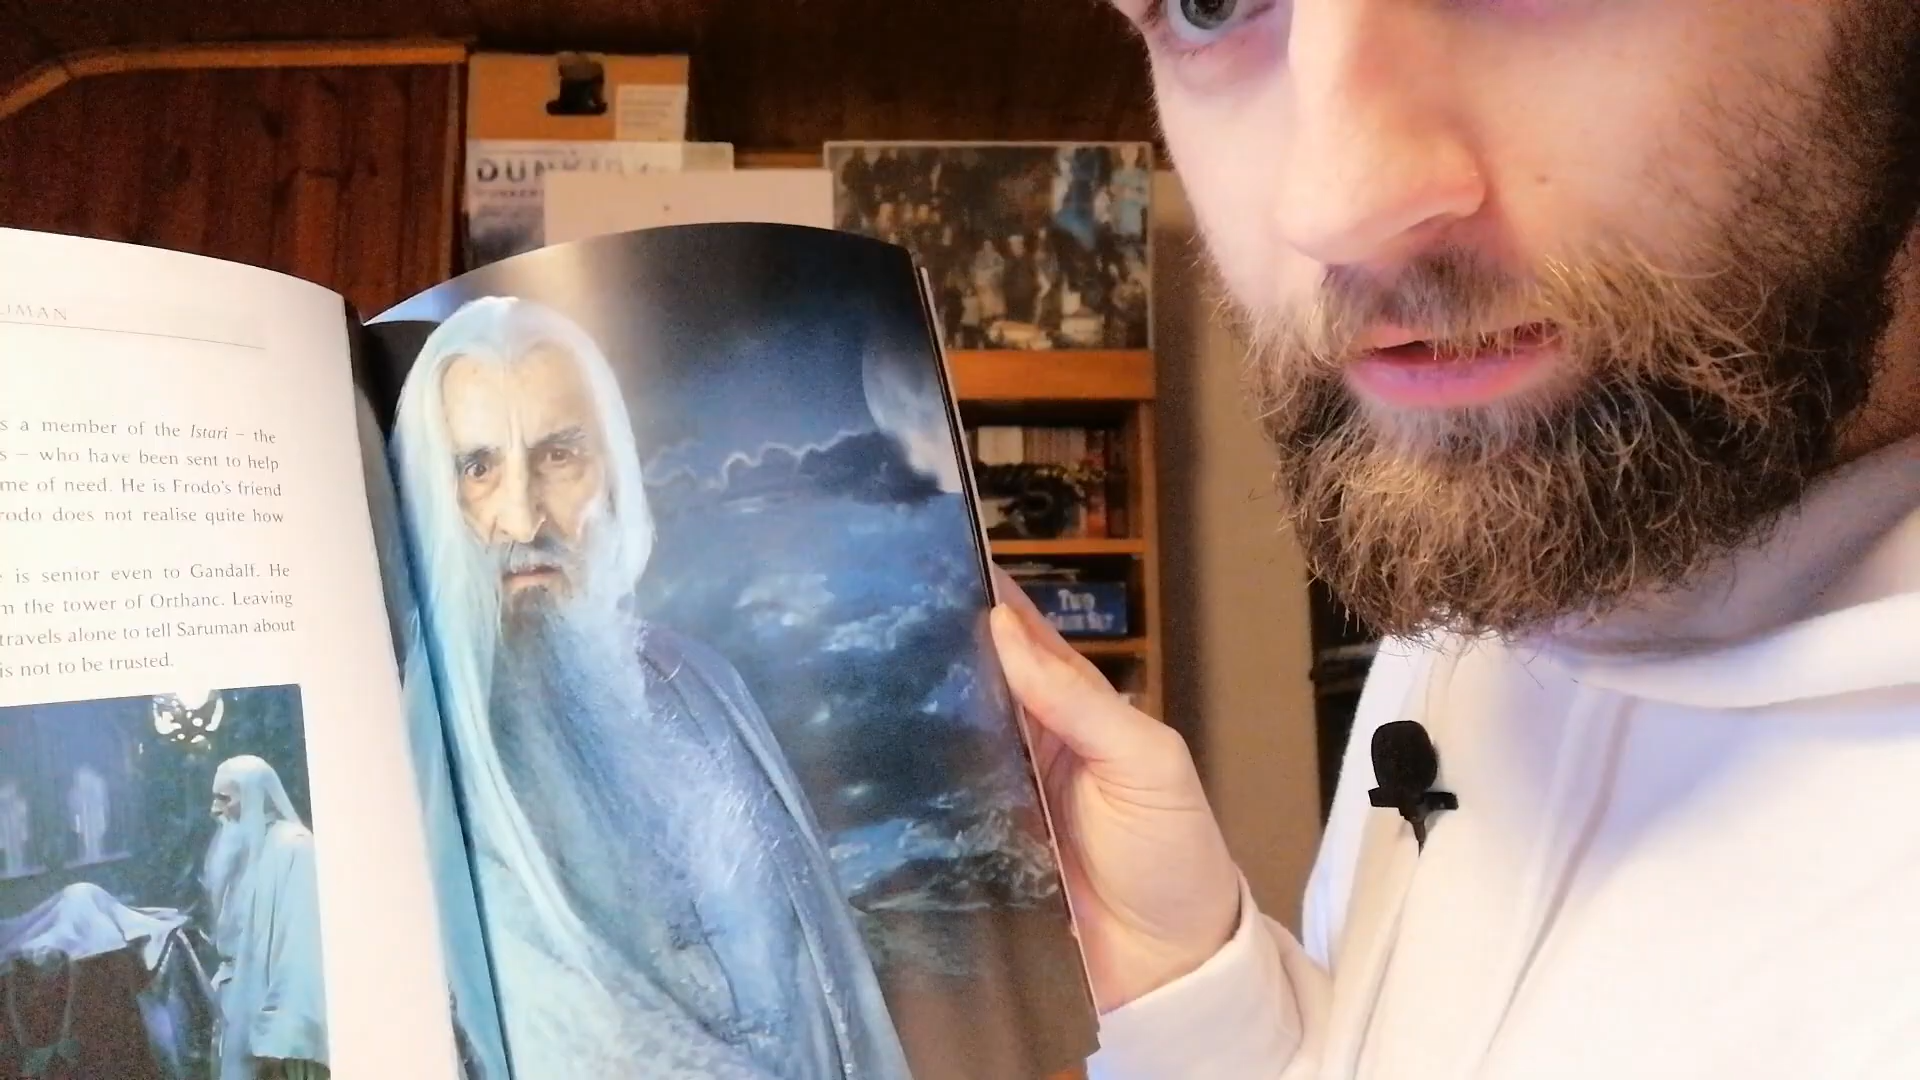 UMAN
s a member of the Istari – the
s – who have been sent to help
me of need. He is Frodo's friend
rodo does not realise quite how
e is senior even to Gandalf. He
m the tower of Orthanc. Leaving
travels alone to tell Saruman about
is not to be trusted.
DUNKIRK
TWO